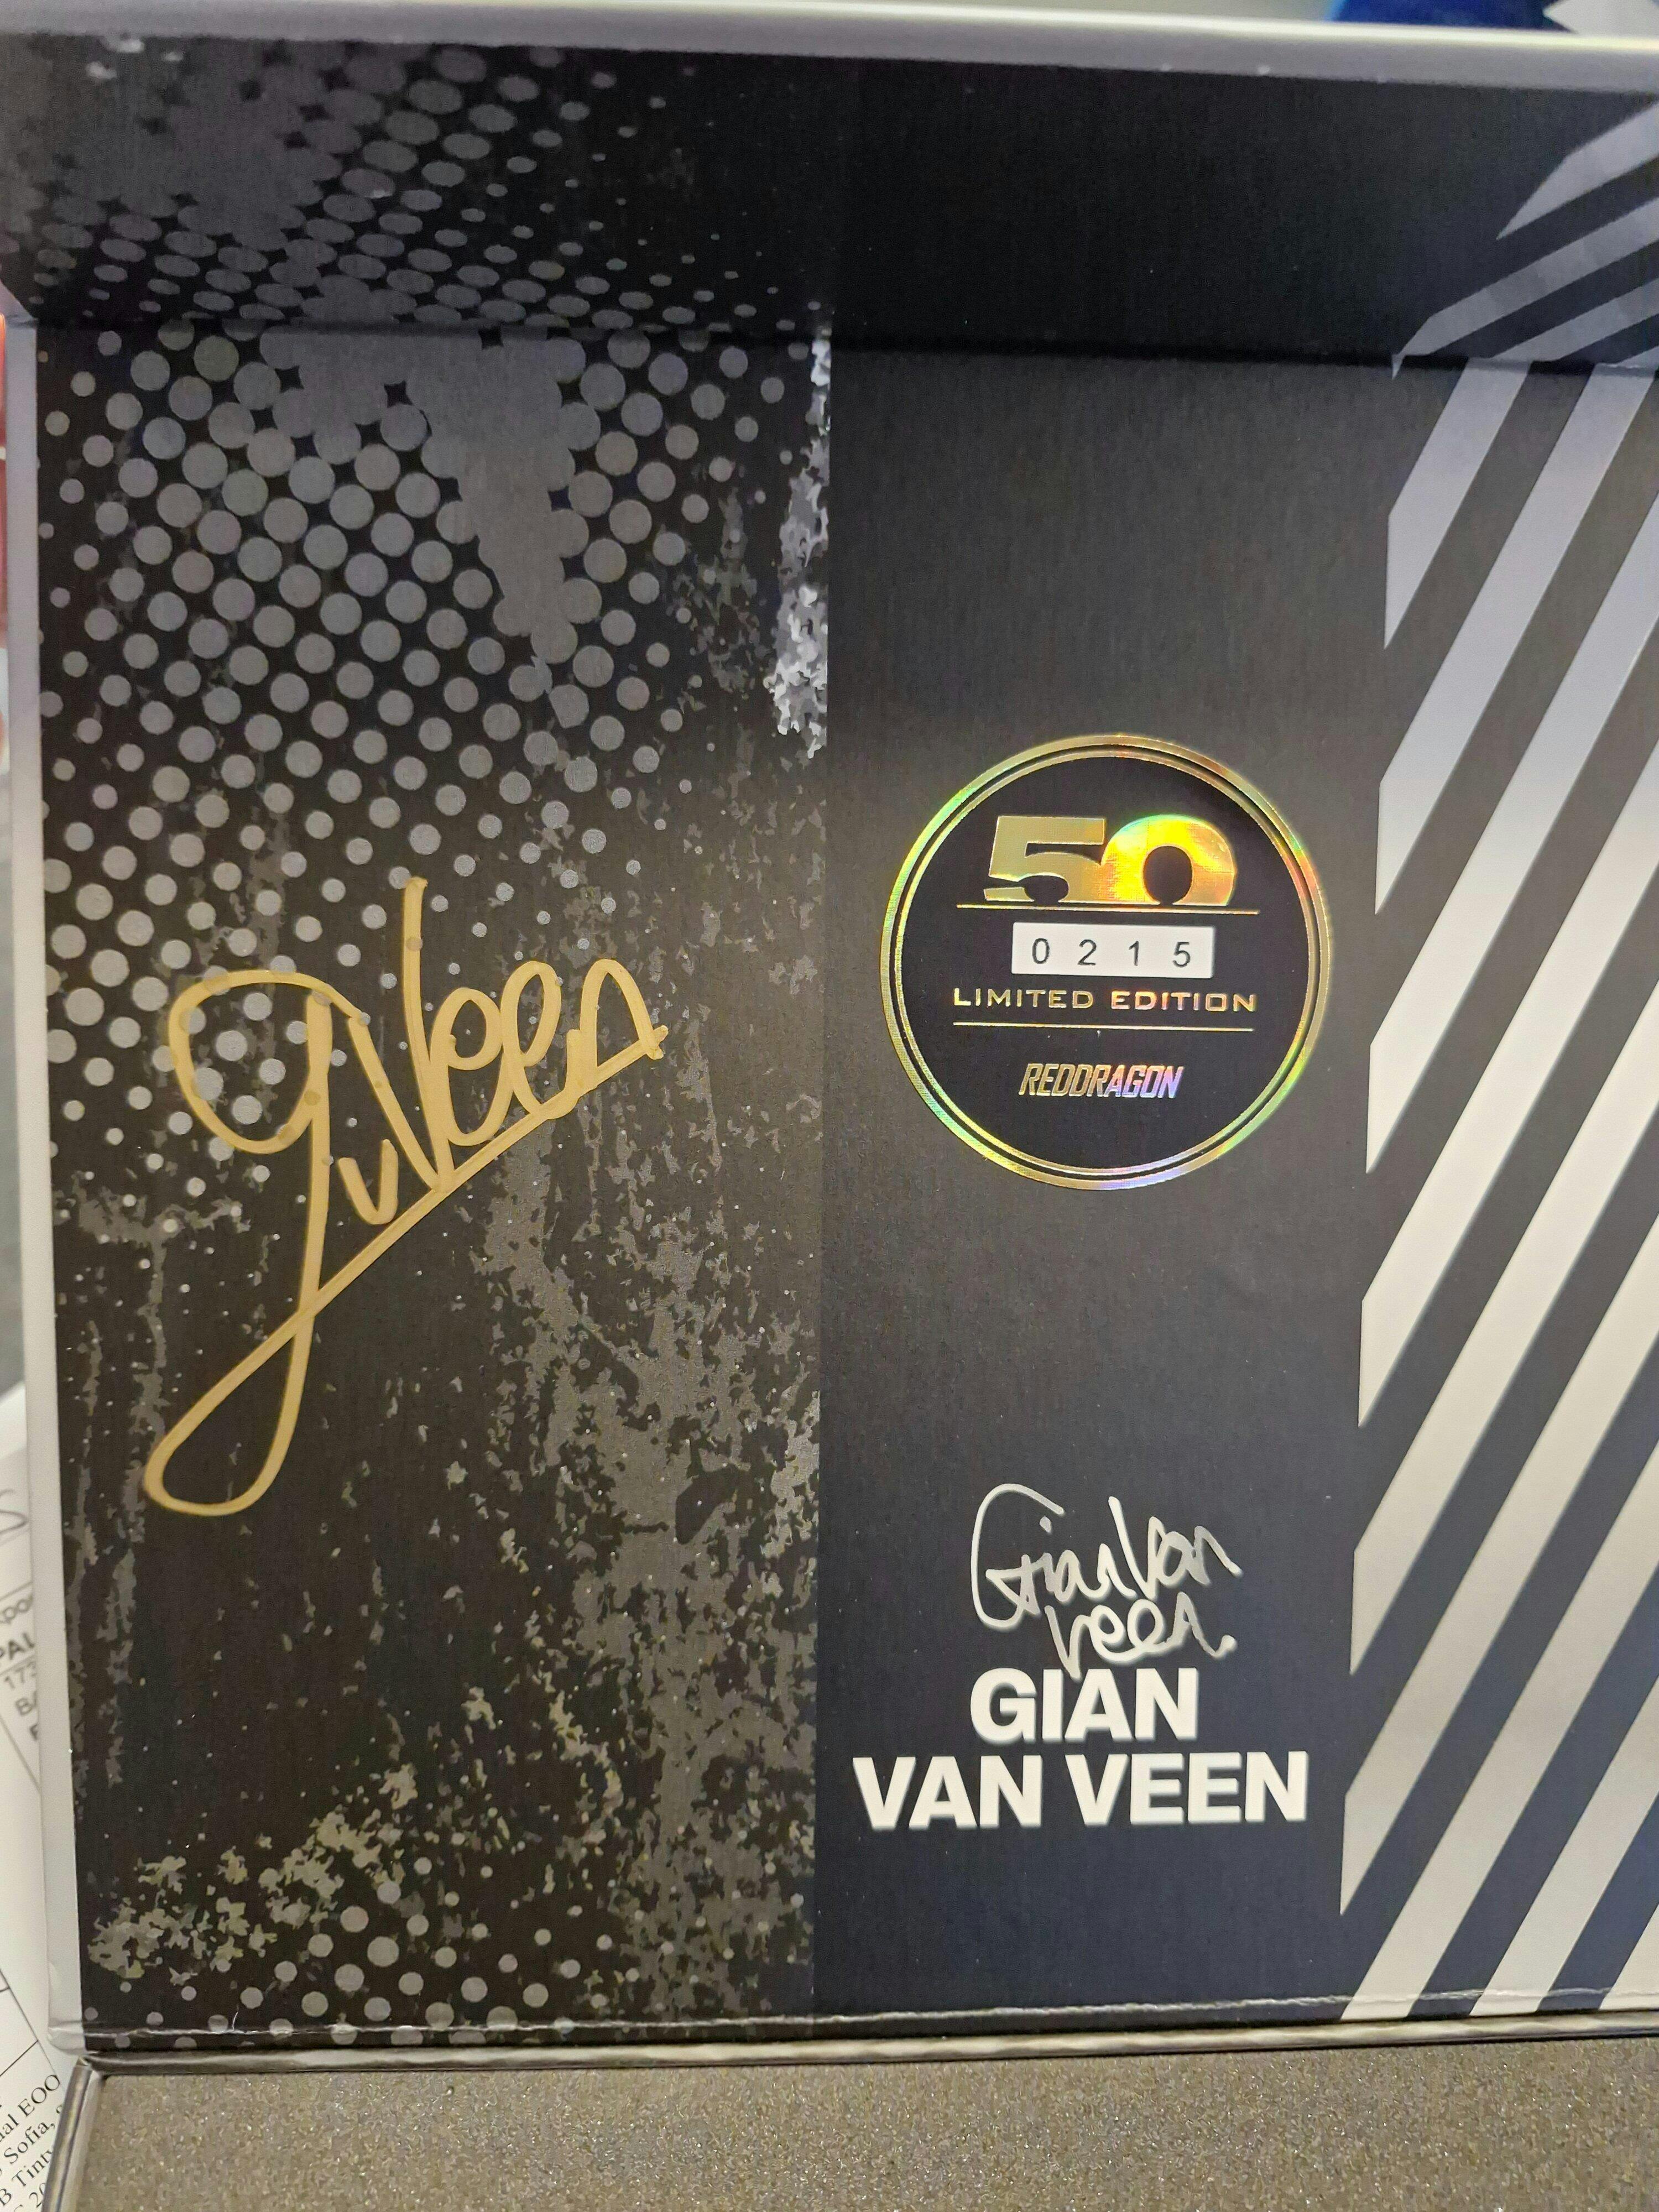 GvVeen
50
0215
LIMITED EDITION
REDDRAGON
Gian van
Veen
GIAN
VAN VEEN